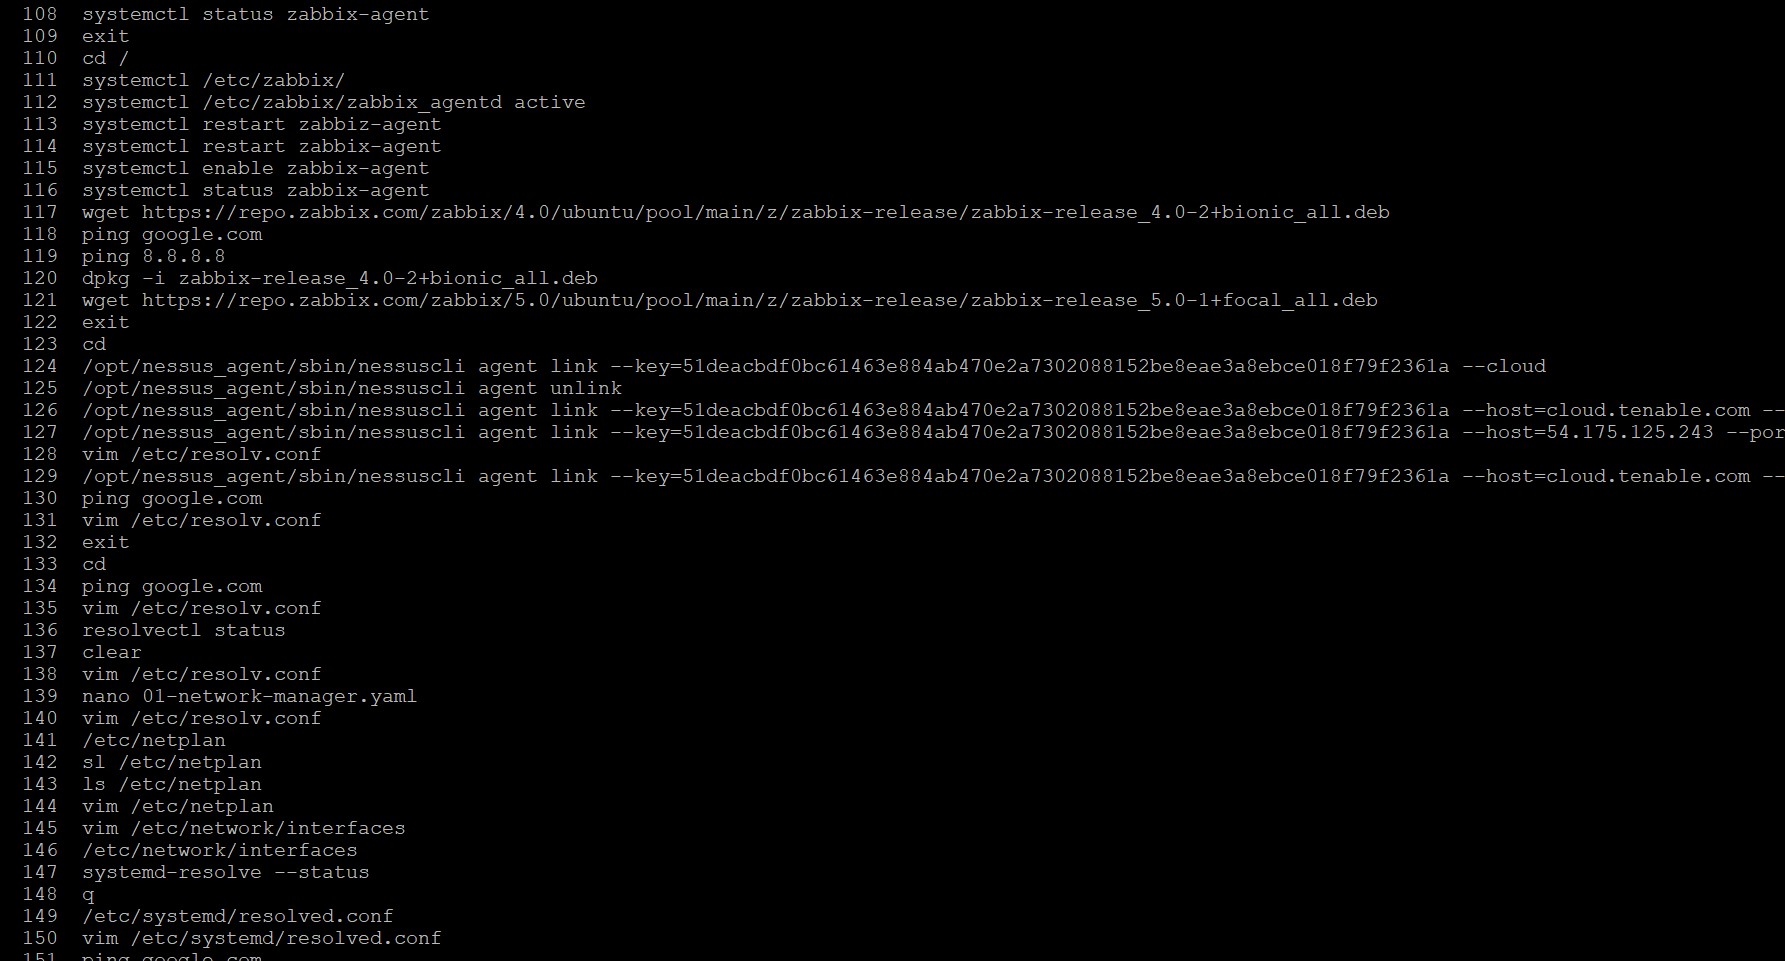 108 systemctl status zabbix-agent
109 exit
110 cd /
111 systemctl /etc/zabbix/
112 systemctl /etc/zabbix/zabbix_agentd active
113 systemctl restart zabbiz-agent
114 systemctl restart zabbix-agent
115 systemctl enable zabbix-agent
116 systemctl status zabbix-agent
117 wget https://repo.zabbix.com/zabbix/4.0/ubuntu/pool/main/z/zabbix-release/zabbix-release_4.0-2+bionic_all.deb
118 ping google.com
119 ping 8.8.8.8
120 dpkg -i zabbix-release_4.0-2+bionic_all.deb
121 wget https://repo.zabbix.com/zabbix/5.0/ubuntu/pool/main/z/zabbix-release/zabbix-release_5.0-1+focal_all.deb
122 exit
123 cd
124 /opt/nessus_agent/sbin/nessuscli agent link --key=51deacbdf0bc61463e884ab470e2a7302088152be8eae3a8ebce018f79f2361a --cloud
125 /opt/nessus_agent/sbin/nessuscli agent unlink
126 /opt/nessus_agent/sbin/nessuscli agent link --key=51deacbdf0bc61463e884ab470e2a7302088152be8eae3a8ebce018f79f2361a --host=cloud.tenable.com --
127 /opt/nessus_agent/sbin/nessuscli agent link --key=51deacbdf0bc61463e884ab470e2a7302088152be8eae3a8ebce018f79f2361a --host=54.175.125.243 --por
128 vim /etc/resolv.conf
129 /opt/nessus_agent/sbin/nessuscli agent link --key=51deacbdf0bc61463e884ab470e2a7302088152be8eae3a8ebce018f79f2361a --host=cloud.tenable.com --
130 ping google.com
131 vim /etc/resolv.conf
132 exit
133 cd
134 ping google.com
135 vim /etc/resolv.conf
136 resolvectl status
137 clear
138 vim /etc/resolv.conf
139 nano 01-network-manager.yaml
140 vim /etc/resolv.conf
141 /etc/netplan
142 sl /etc/netplan
143 ls /etc/netplan
144 vim /etc/netplan
145 vim /etc/network/interfaces
146 /etc/network/interfaces
147 systemd-resolve --status
148 q
149 /etc/systemd/resolved.conf
150 vim /etc/systemd/resolved.conf
151 ping google.com